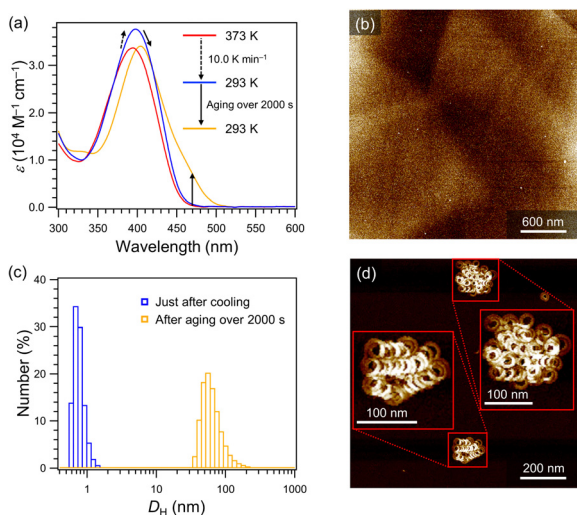 (a)
ε (10⁴ M⁻¹ cm⁻¹)
3.0
2.0
1.0
0.0
373 K
10.0 K min⁻¹
293 K
Aging over 2000 s
293 K
300 350 400 450 500 550 600
Wavelength (nm)
(b)
600 nm
(c)
Number (%)
40
30
20
10
0
Just after cooling
After aging over 2000 s
1 10 100 1000
D_H (nm)
(d)
100 nm
100 nm
200 nm